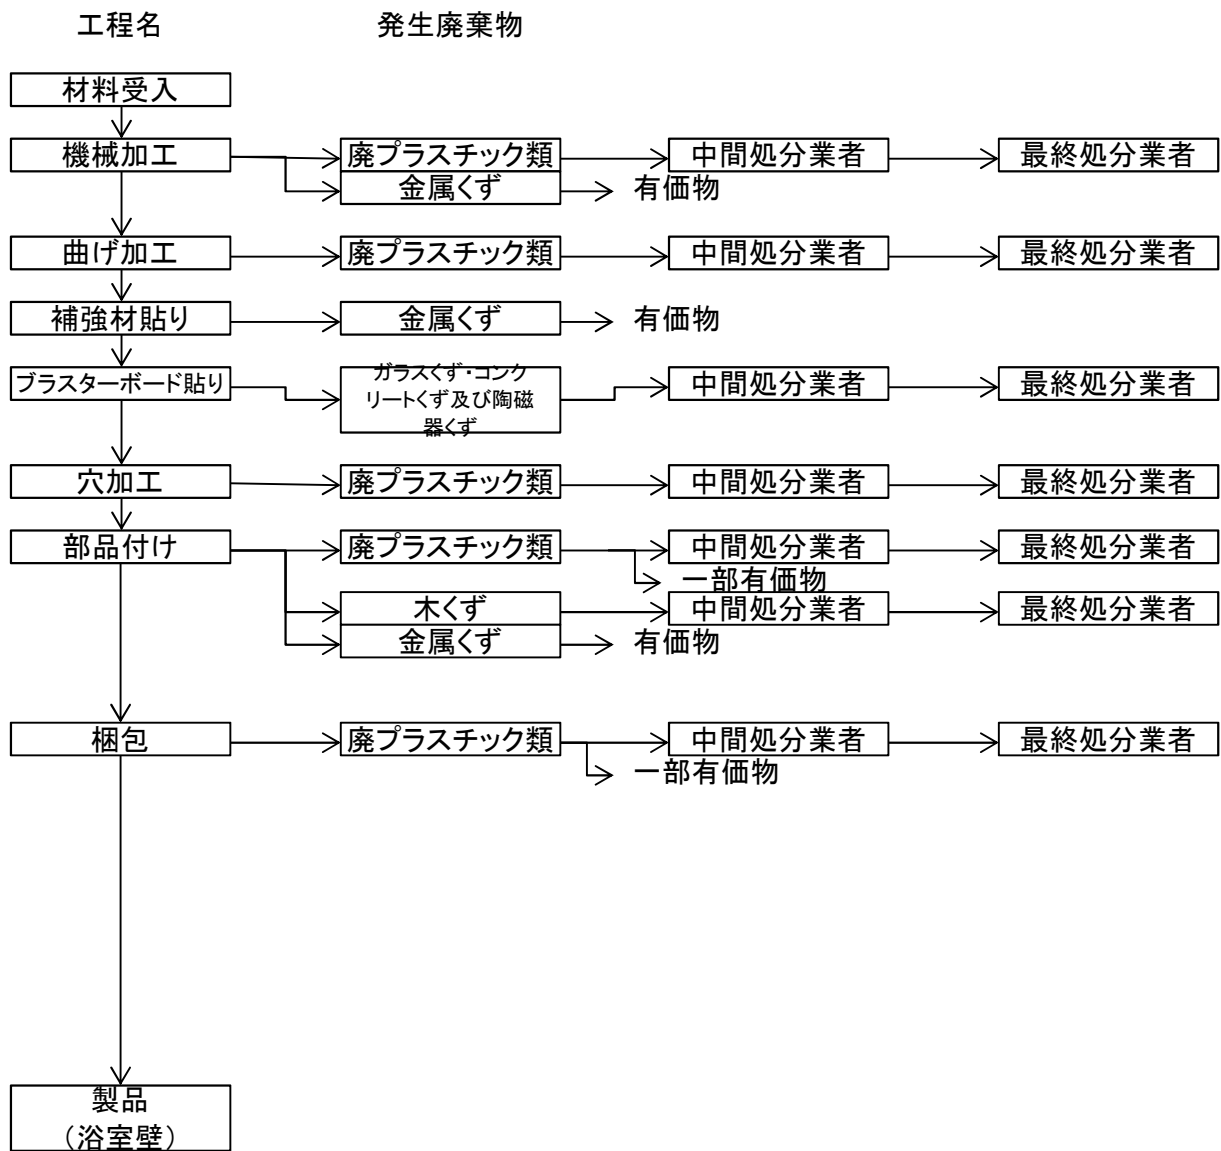 工程名
発生廃棄物
材料受入
機械加工
廃プラスチック類
中間処分業者
最終処分業者
金属くず
有価物
曲げ加工
廃プラスチック類
中間処分業者
最終処分業者
補強材貼り
金属くず
有価物
ブラスターボード貼り
ガラスくず・コンク
リートくず及び陶磁
器くず
中間処分業者
最終処分業者
穴加工
廃プラスチック類
中間処分業者
最終処分業者
部品付け
廃プラスチック類
中間処分業者
最終処分業者
一部有価物
木くず
中間処分業者
最終処分業者
金属くず
有価物
梱包
廃プラスチック類
中間処分業者
最終処分業者
一部有価物
製品
（浴室壁）